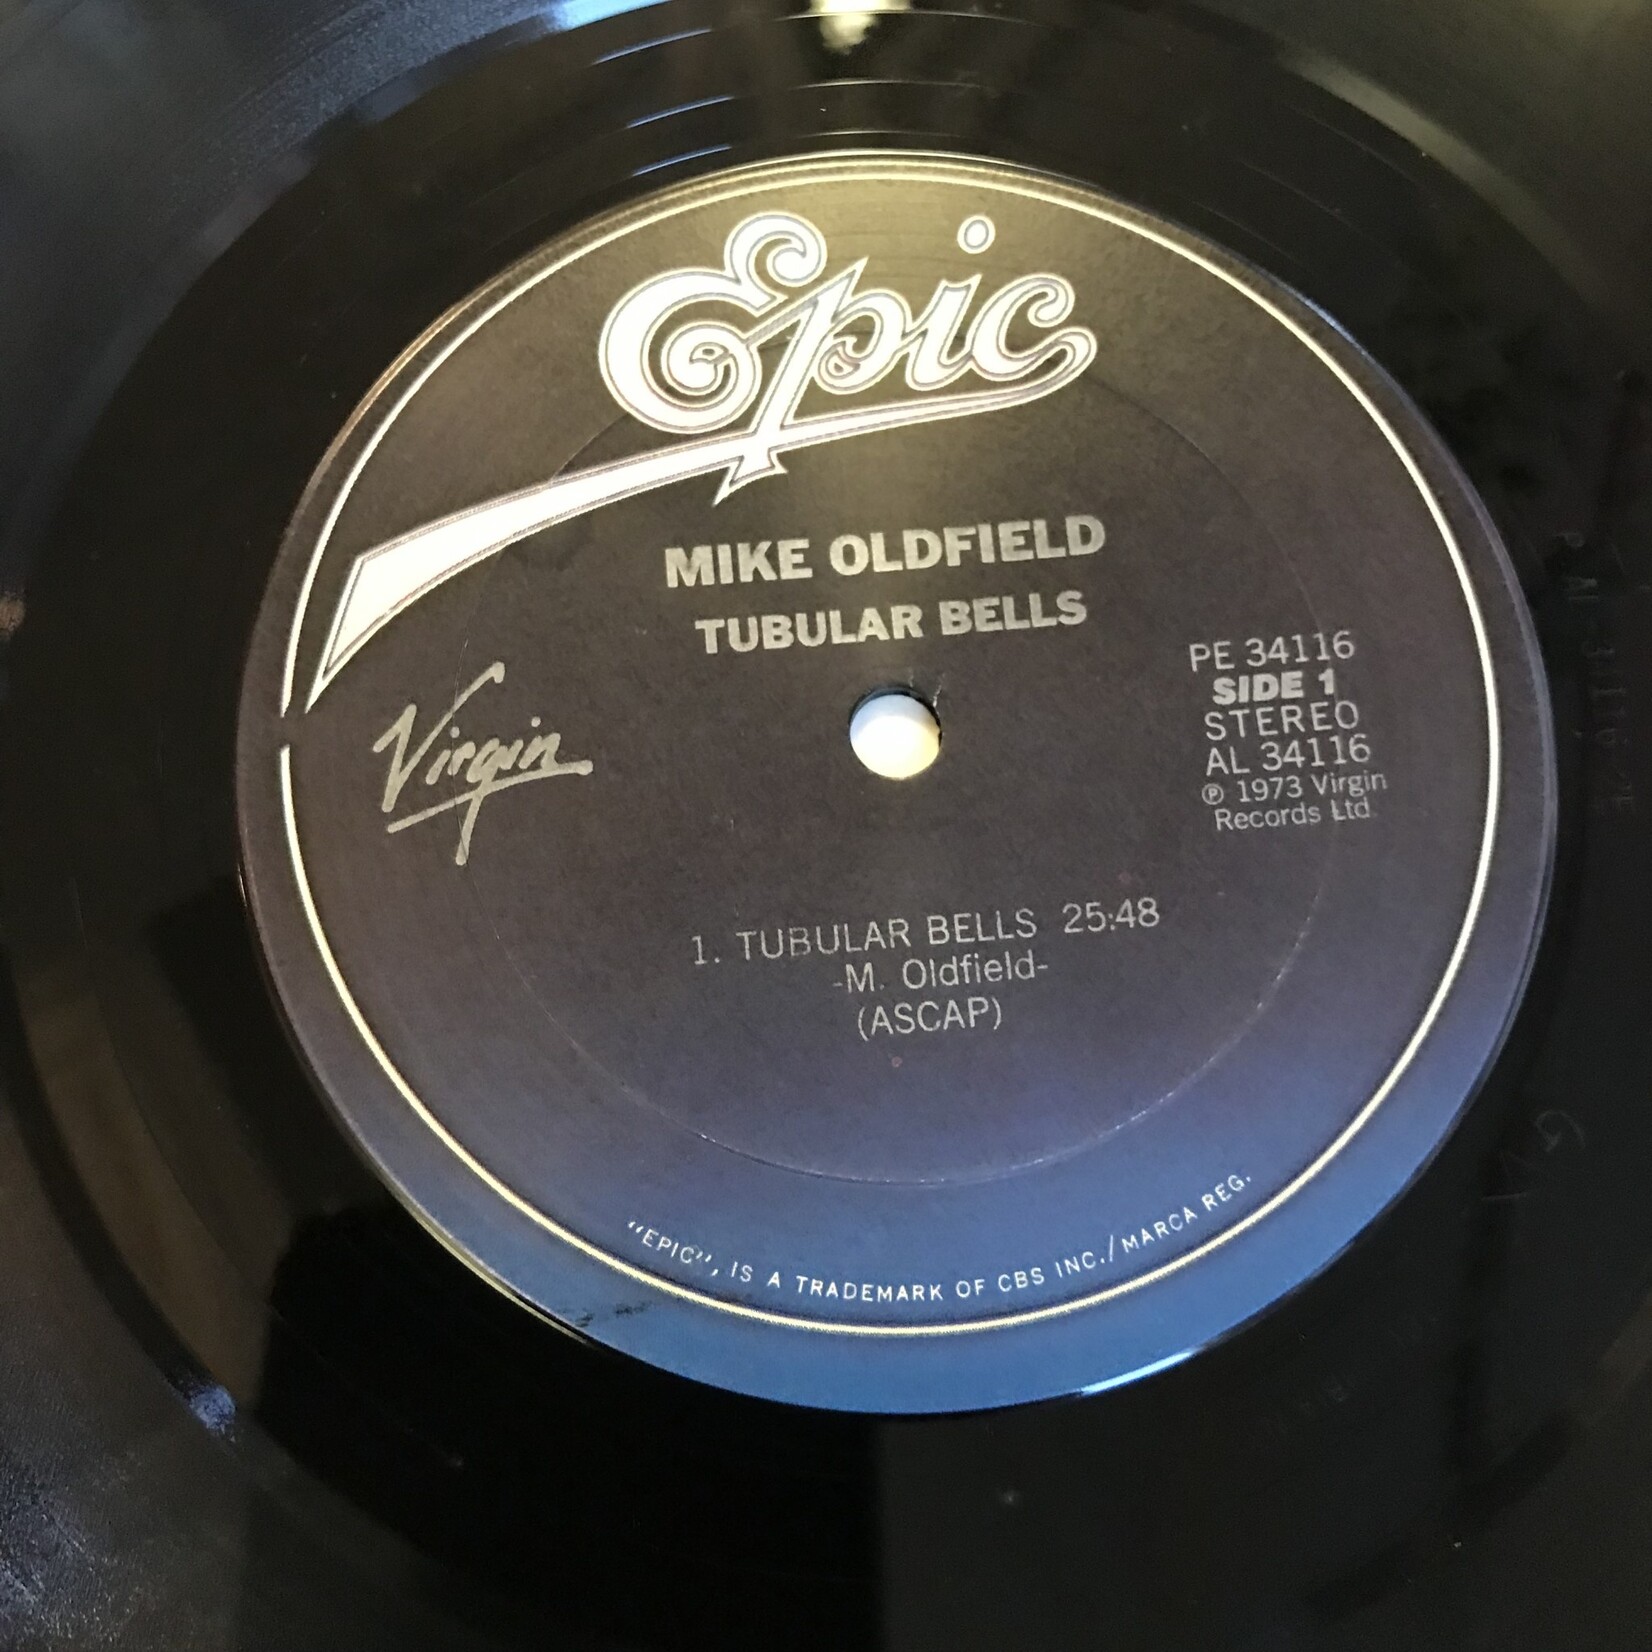 Epic
MIKE OLDFIELD
TUBULAR BELLS
Virgin
PE 34116
SIDE 1
STEREO
AL 34116
℗ 1973 Virgin
Records Ltd.
1. TUBULAR BELLS 25:48
-M. Oldfield-
(ASCAP)
"EPIC", IS A TRADEMARK OF CBS INC./MARCA REG.